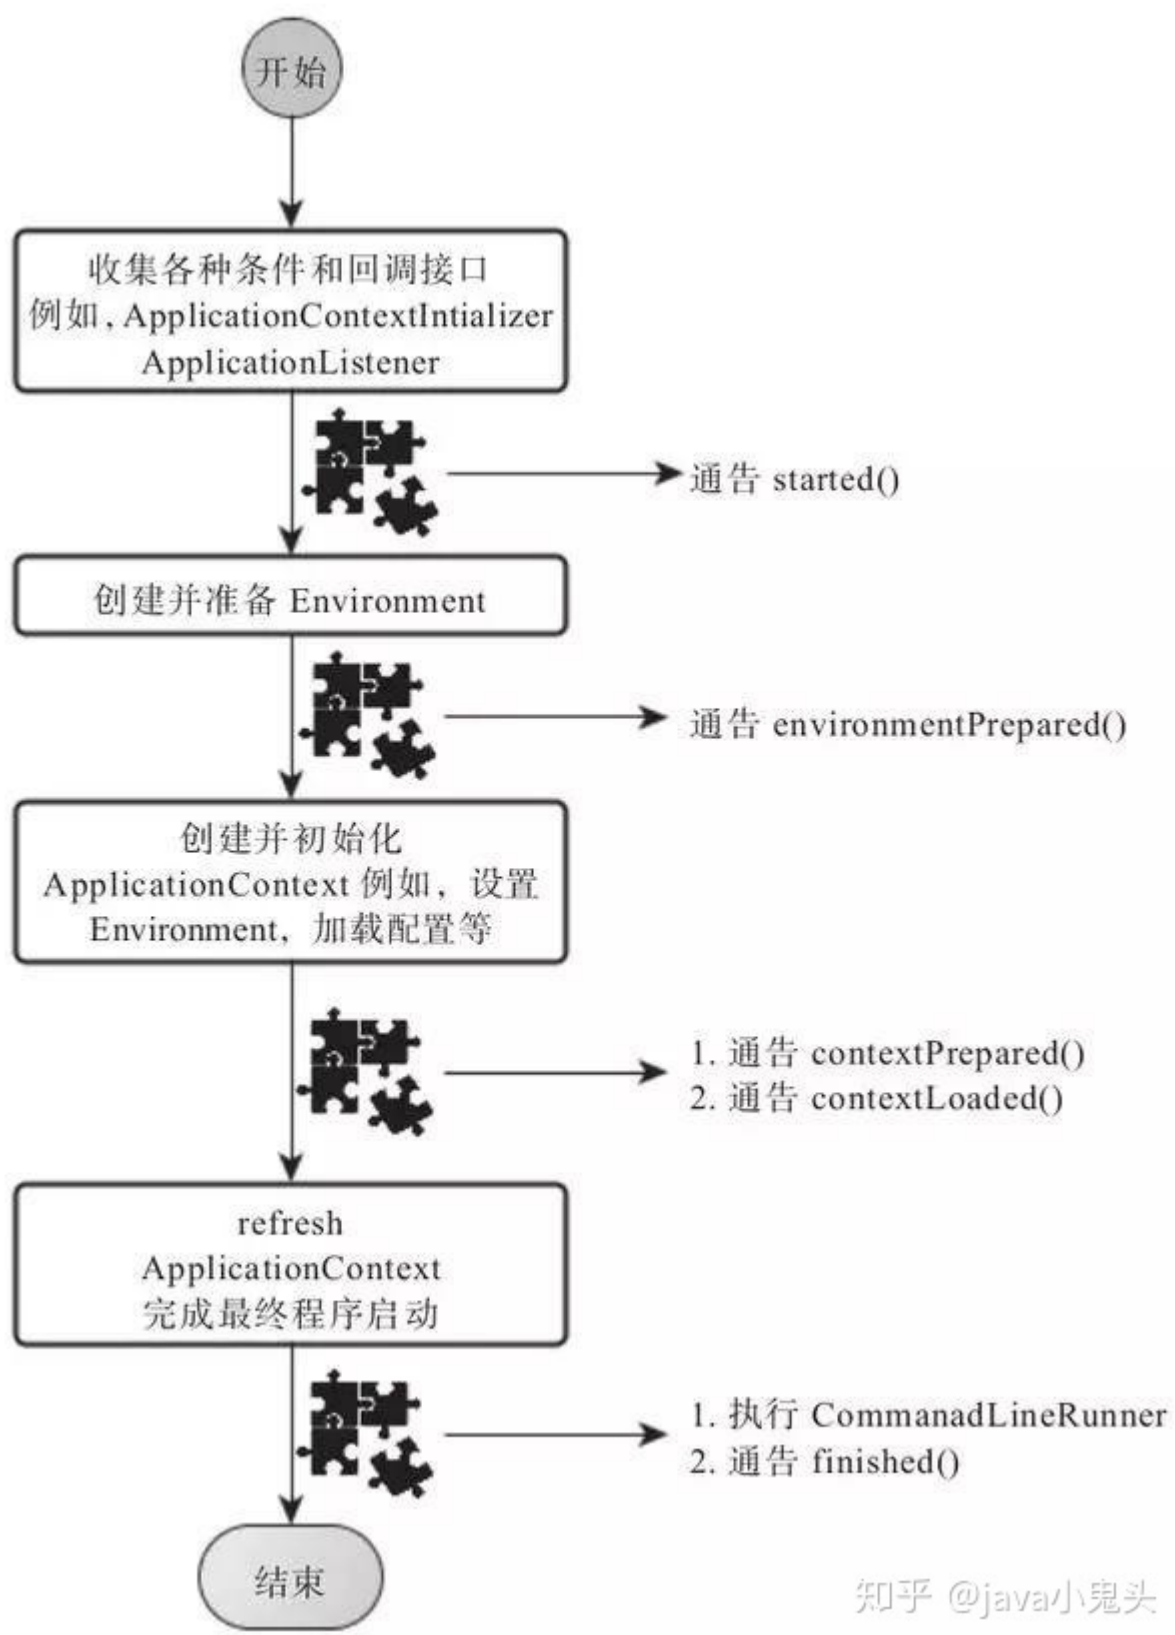 开始
收集各种条件和回调接口
例如, ApplicationContextIntializer
ApplicationListener
通告 started()
创建并准备 Environment
通告 environmentPrepared()
创建并初始化
ApplicationContext 例如，设置
Environment，加载配置等
1. 通告 contextPrepared()
2. 通告 contextLoaded()
refresh
ApplicationContext
完成最终程序启动
1. 执行 CommanadLineRunner
2. 通告 finished()
结束
知乎 @java小鬼头